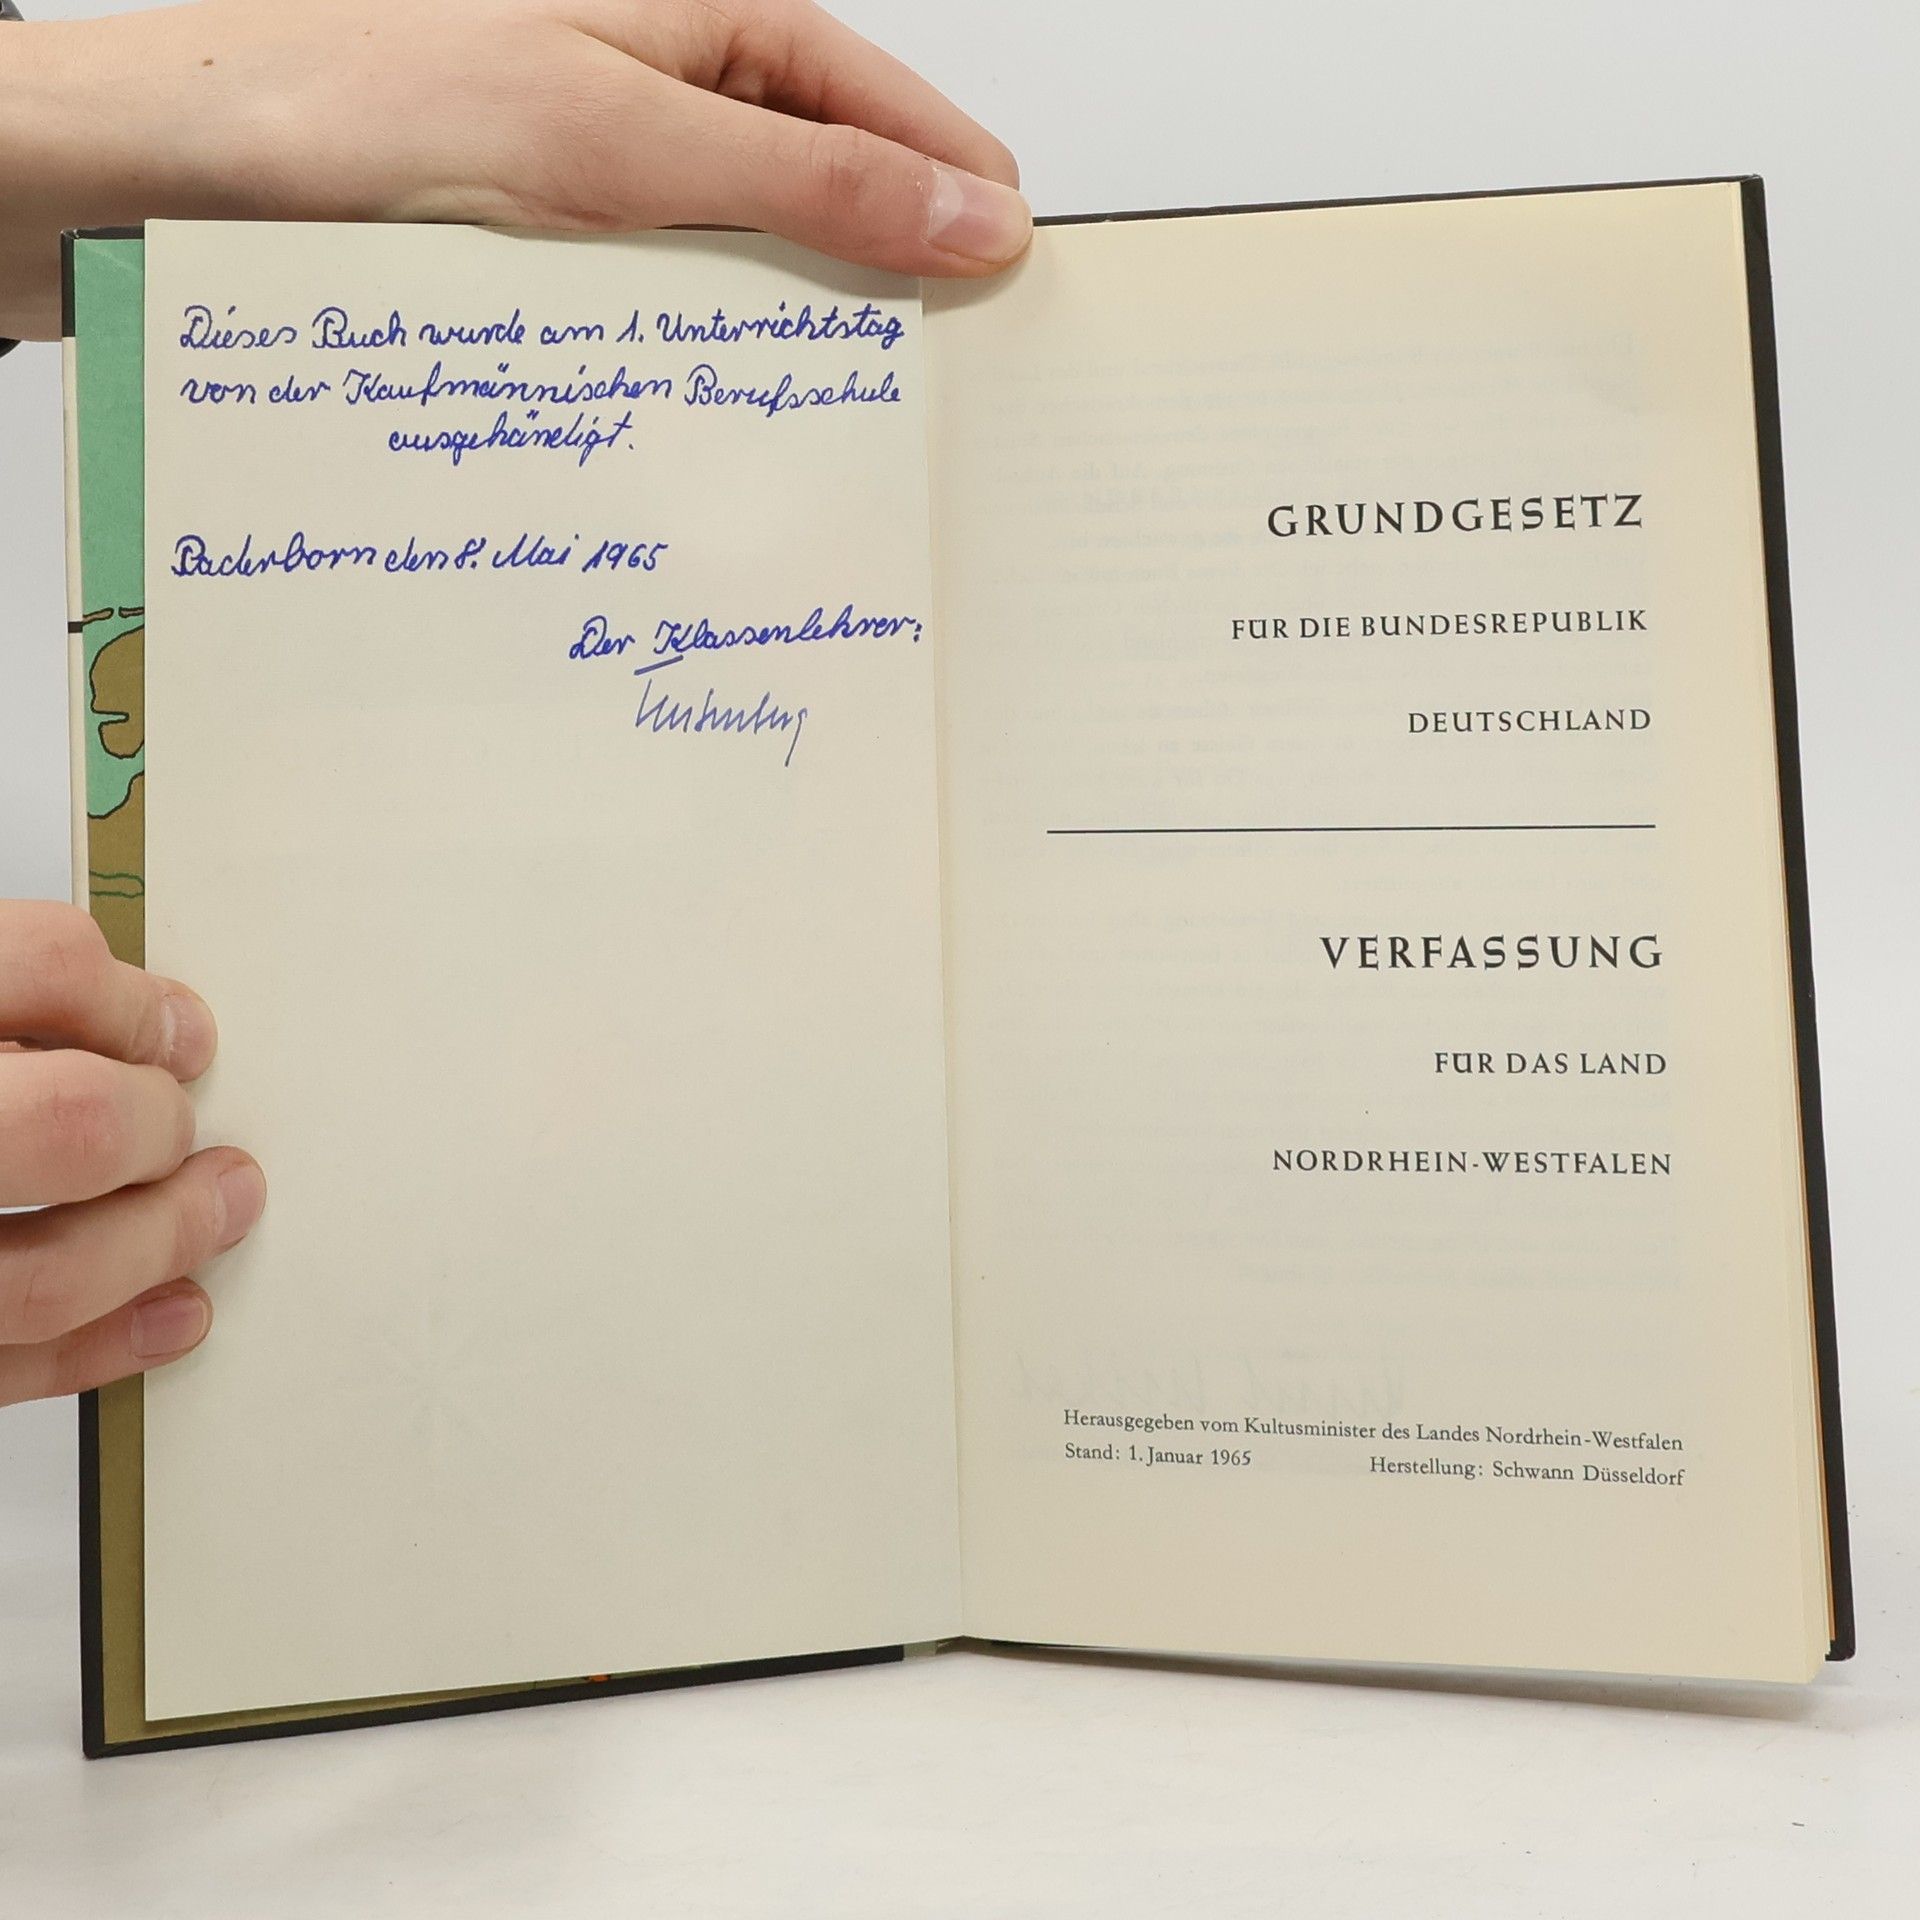 Dieses Buch wurde am 1. Unterrichtstag
von der Kaufmännischen Berufsschule
ausgehändigt.
Paderborn den 8. Mai 1965
Der Klassenlehrer:
GRUNDGESETZ
FÜR DIE BUNDESREPUBLIK
DEUTSCHLAND
VERFASSUNG
FÜR DAS LAND
NORDRHEIN-WESTFALEN
Herausgegeben vom Kultusminister des Landes Nordrhein-Westfalen
Stand: 1. Januar 1965 Herstellung: Schwann Düsseldorf